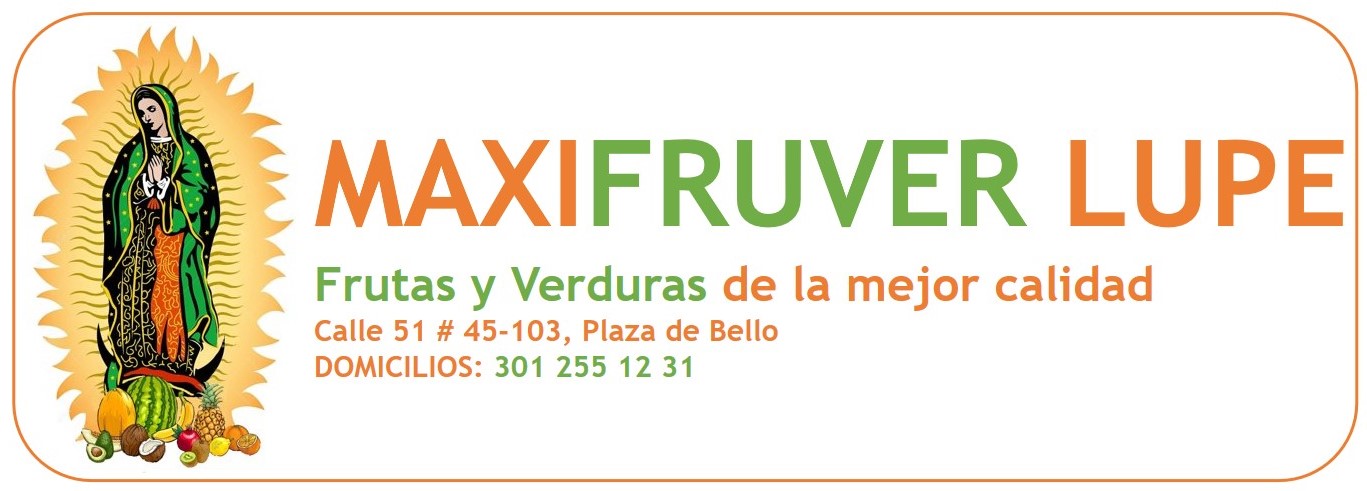 MAXIFRUVER LUPE
Frutas y Verduras de la mejor calidad
Calle 51 # 45-103, Plaza de Bello
DOMICILIOS: 301 255 12 31